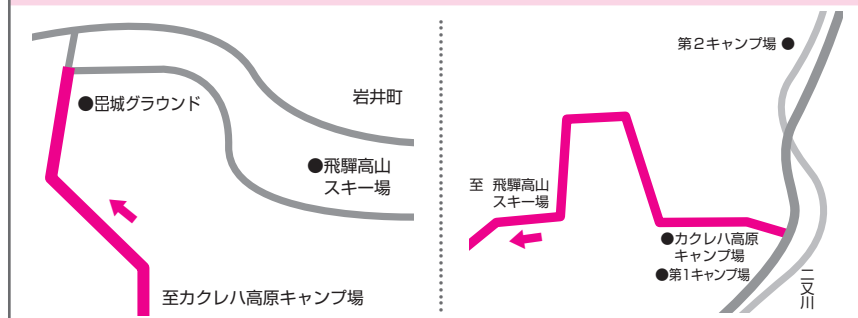 岩井町
●岊城グラウンド
●飛驒高山
スキー場
至カクレハ高原キャンプ場
第2キャンプ場 ●
至 飛驒高山
スキー場
●カクレハ高原
キャンプ場
●第1キャンプ場
二又川